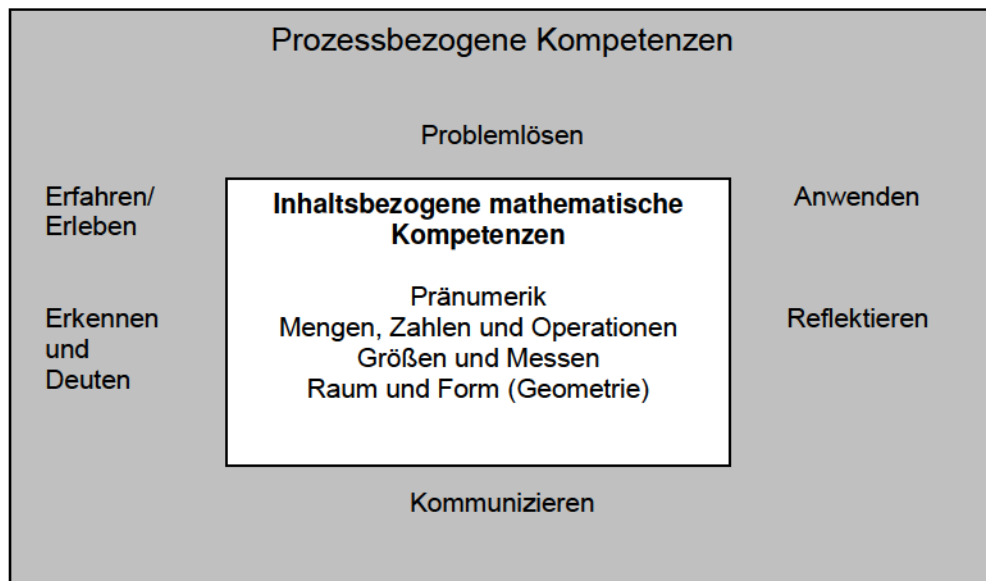 Prozessbezogene Kompetenzen
Problemlösen
Erfahren/
Erleben
Inhaltsbezogene mathematische
Kompetenzen
Anwenden
Erkennen
und
Deuten
Pränumerik
Mengen, Zahlen und Operationen
Größen und Messen
Raum und Form (Geometrie)
Reflektieren
Kommunizieren